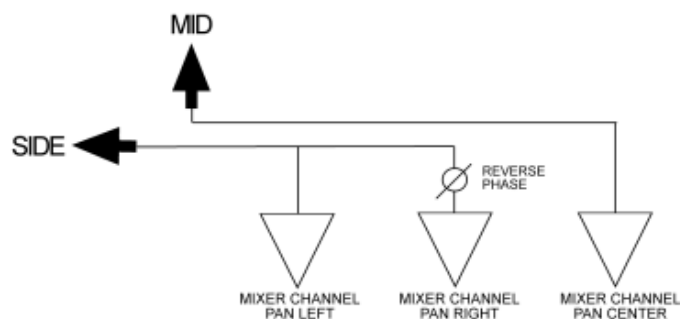 MID
SIDE
REVERSE
PHASE
MIXER CHANNEL
PAN LEFT
MIXER CHANNEL
PAN RIGHT
MIXER CHANNEL
PAN CENTER